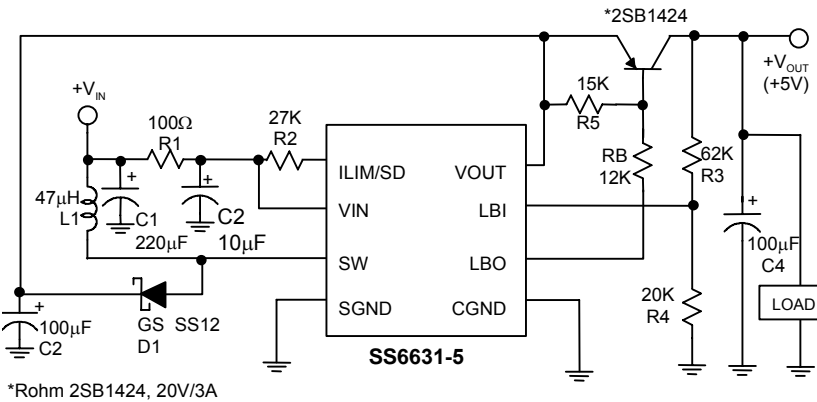 *2SB1424
+VIN
+VOUT
(+5V)
100Ω
R1
27K
R2
15K
R5
RB
12K
62K
R3
ILIM/SD
VOUT
VIN
LBI
SW
LBO
SGND
CGND
47μH
L1
+
C1
220μF
+
C2
10μF
+
100μF
C2
GS SS12
D1
20K
R4
+
100μF
C4
LOAD
SS6631-5
*Rohm 2SB1424, 20V/3A